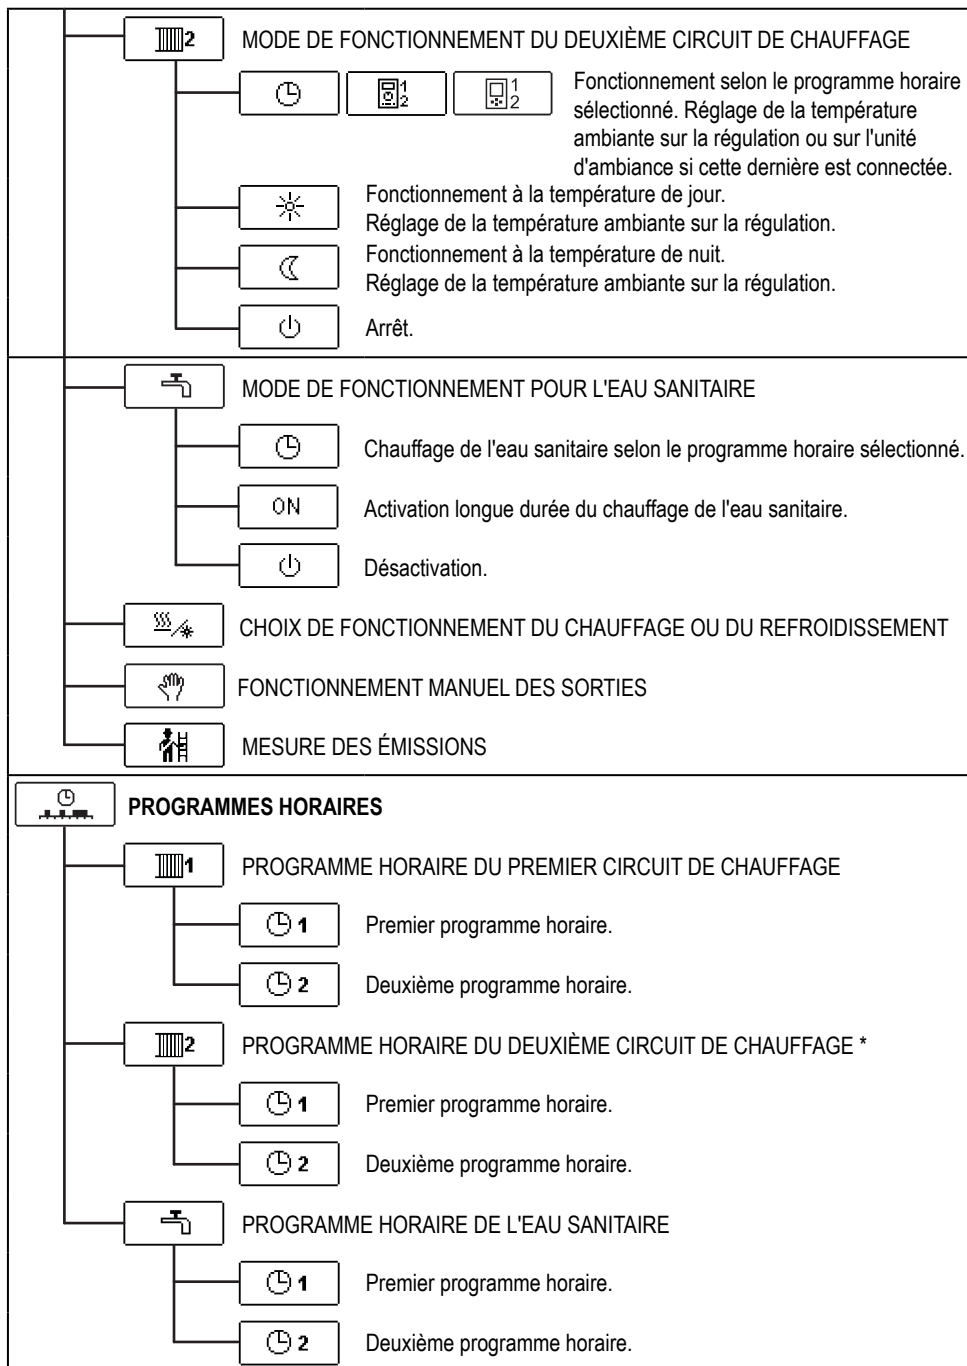 2 MODE DE FONCTIONNEMENT DU DEUXIÈME CIRCUIT DE CHAUFFAGE
1 2 1 2 Fonctionnement selon le programme horaire
sélectionné. Réglage de la température
ambiante sur la régulation ou sur l'unité
d'ambiance si cette dernière est connectée.
Fonctionnement à la température de jour.
Réglage de la température ambiante sur la régulation.
Fonctionnement à la température de nuit.
Réglage de la température ambiante sur la régulation.
Arrêt.
MODE DE FONCTIONNEMENT POUR L'EAU SANITAIRE
Chauffage de l'eau sanitaire selon le programme horaire sélectionné.
ON Activation longue durée du chauffage de l'eau sanitaire.
Désactivation.
CHOIX DE FONCTIONNEMENT DU CHAUFFAGE OU DU REFROIDISSEMENT
FONCTIONNEMENT MANUEL DES SORTIES
MESURE DES ÉMISSIONS
PROGRAMMES HORAIRES
1 PROGRAMME HORAIRE DU PREMIER CIRCUIT DE CHAUFFAGE
1 Premier programme horaire.
2 Deuxième programme horaire.
2 PROGRAMME HORAIRE DU DEUXIÈME CIRCUIT DE CHAUFFAGE *
1 Premier programme horaire.
2 Deuxième programme horaire.
PROGRAMME HORAIRE DE L'EAU SANITAIRE
1 Premier programme horaire.
2 Deuxième programme horaire.